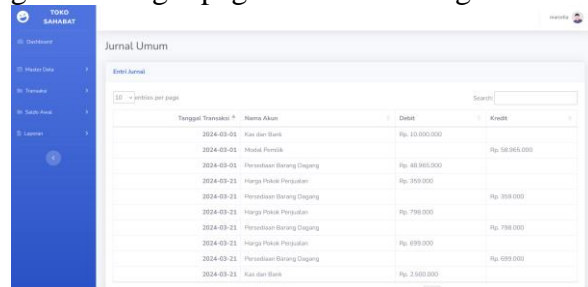 TOKO
SAHABAT
Dashboard
Master Data
Transaksi
Saldo Awal
Laporan
Jurnal Umum
Entri Jurnal
10 entries per page
Search:
Tanggal Transaksi Nama Akun Debit Kredit
2024-03-01 Kas dan Bank Rp. 10.000.000
2024-03-01 Modal Pemilik Rp. 58.965.000
2024-03-01 Persediaan Barang Dagang Rp. 48.965.000
2024-03-21 Harga Pokok Penjualan Rp. 359.000
2024-03-21 Persediaan Barang Dagang Rp. 359.000
2024-03-21 Harga Pokok Penjualan Rp. 798.000
2024-03-21 Persediaan Barang Dagang Rp. 798.000
2024-03-21 Harga Pokok Penjualan Rp. 699.000
2024-03-21 Persediaan Barang Dagang Rp. 699.000
2024-03-21 Kas dan Bank Rp. 2.500.000